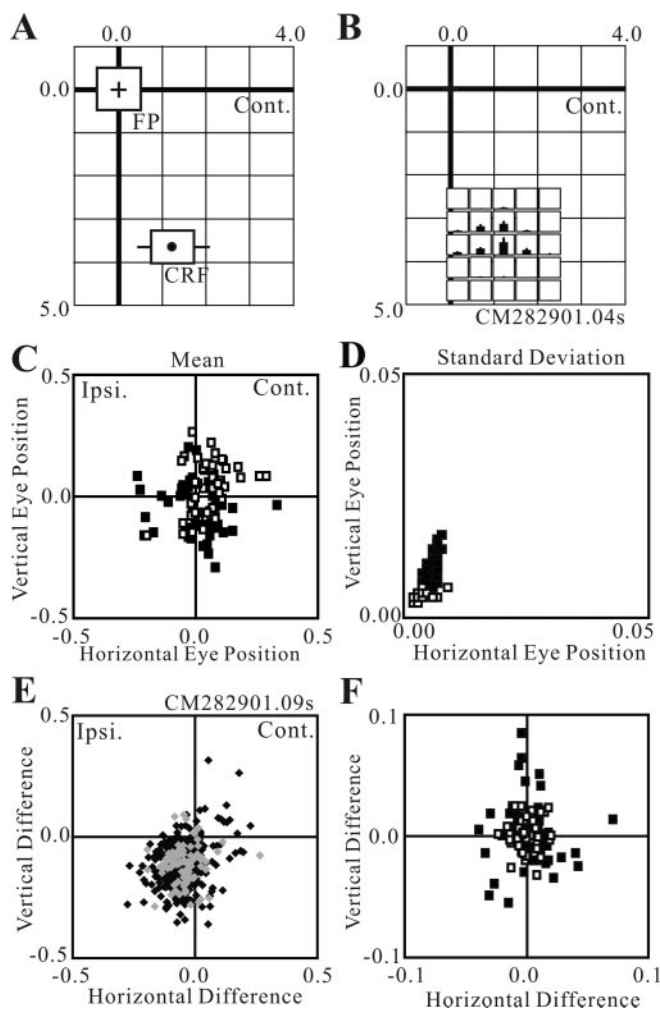 A
0.0 4.0
0.0
FP
Cont.
CRF
5.0
B
0.0 4.0
0.0
Cont.
5.0
CM282901.04s
C
Mean
0.5
Ipsi. Cont.
Vertical Eye Position
0.0
-0.5
-0.5 0.0 0.5
Horizontal Eye Position
D
Standard Deviation
0.05
Vertical Eye Position
0.00
0.00 0.05
Horizontal Eye Position
E
CM282901.09s
0.5
Ipsi. Cont.
Vertical Difference
0.0
-0.5
-0.5 0.0 0.5
Horizontal Difference
F
0.1
Vertical Difference
0.0
-0.1
-0.1 0.0 0.1
Horizontal Difference